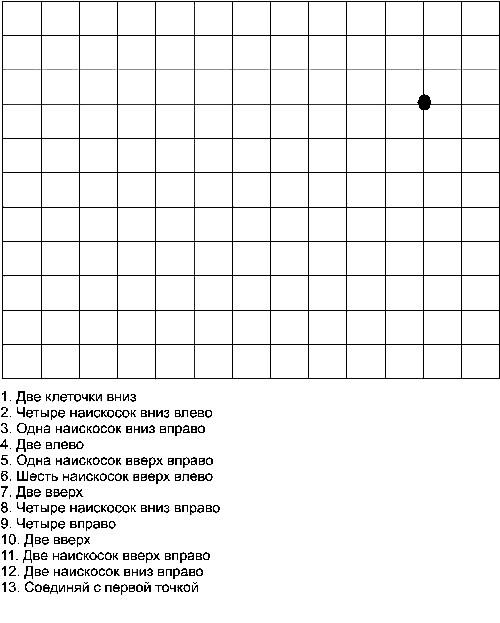 1. Две клеточки вниз
2. Четыре наискосок вниз влево
3. Одна наискосок вниз вправо
4. Две влево
5. Одна наискосок вверх вправо
6. Шесть наискосок вверх влево
7. Две вверх
8. Четыре наискосок вниз вправо
9. Четыре вправо
10. Две вверх
11. Две наискосок вверх вправо
12. Две наискосок вниз вправо
13. Соединяй с первой точкой